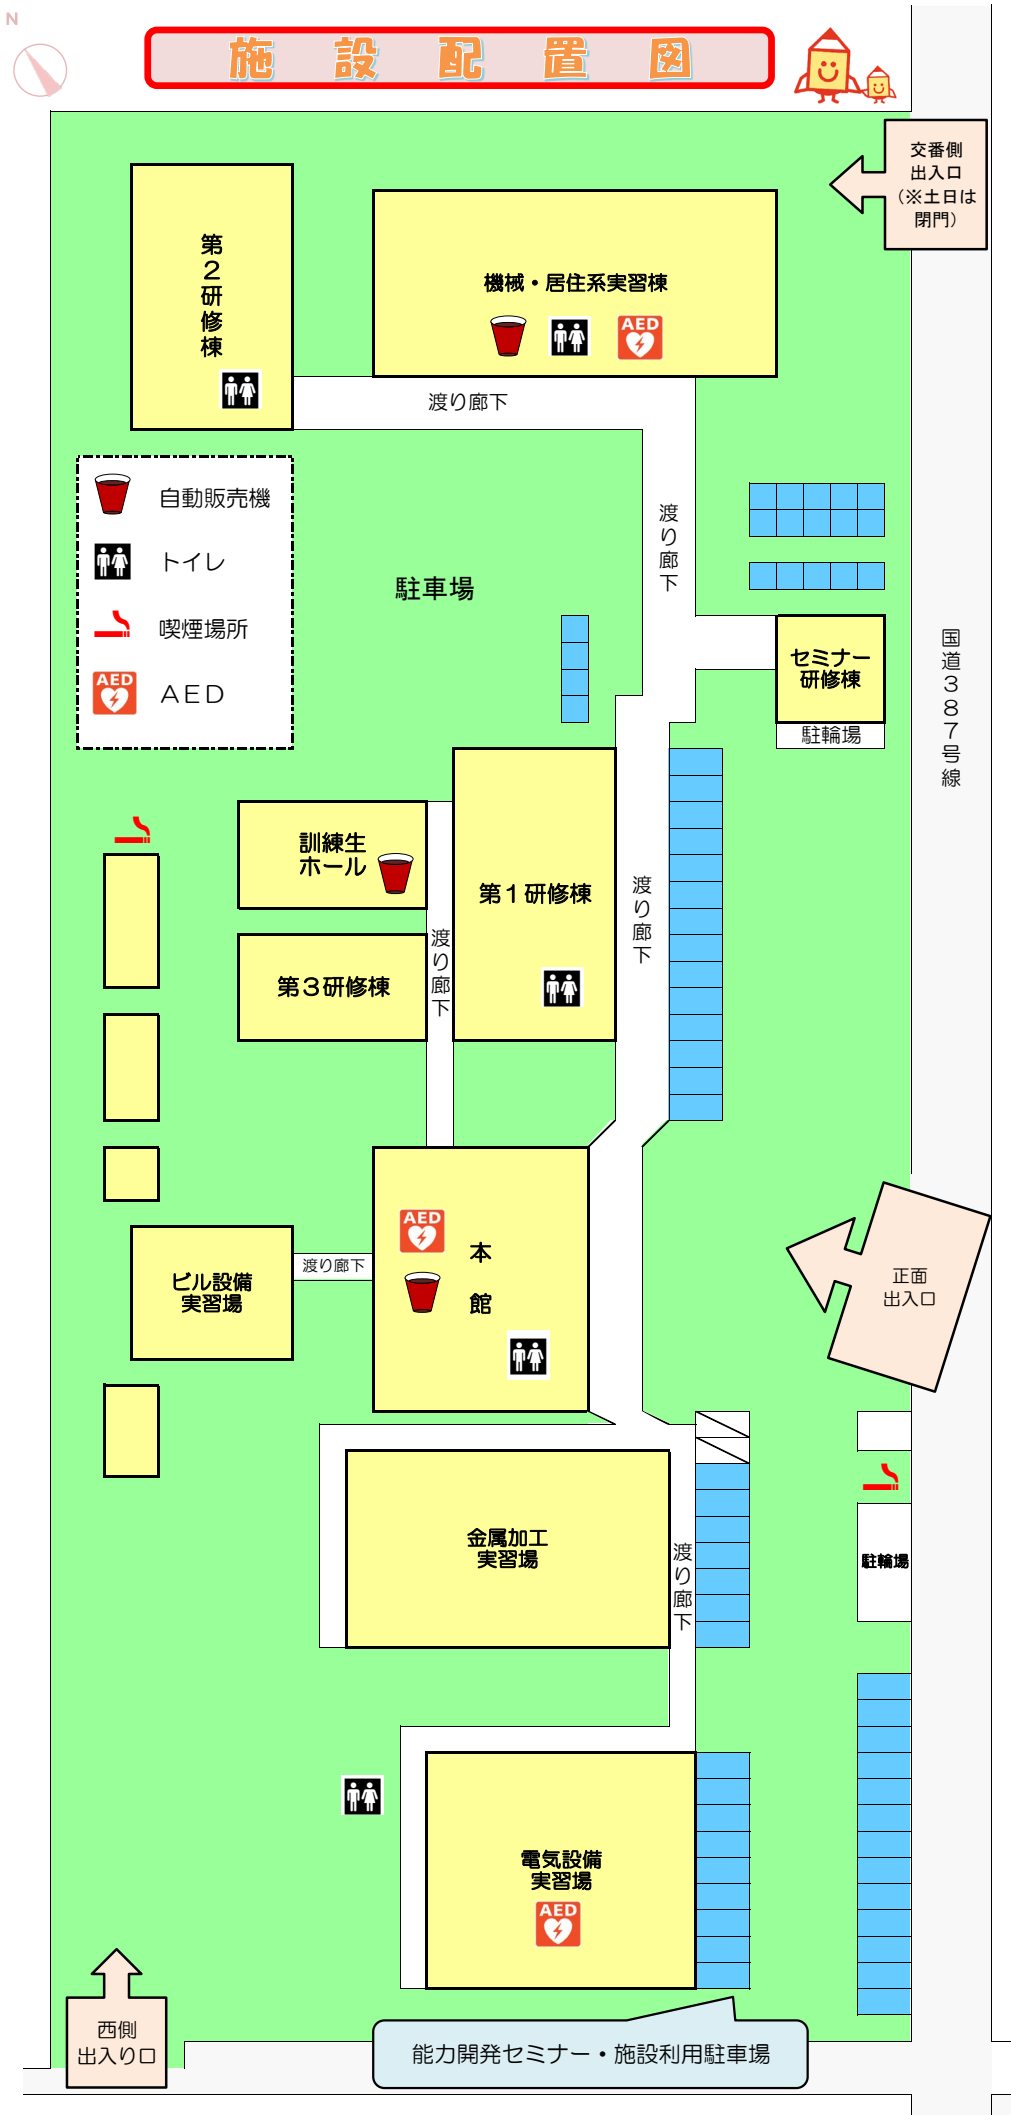 N
施設配置図
交番側
出入口
（※土日は
閉門）
第２研修棟
機械・居住系実習棟
AED
渡り廊下
自動販売機
トイレ
喫煙場所
AED
ＡＥＤ
駐車場
渡り廊下
セミナー
研修棟
駐輪場
国道３８７号線
訓練生
ホール
第１研修棟
渡り廊下
第３研修棟
渡り廊下
AED
本館
ビル設備
実習場
渡り廊下
正面
出入口
金属加工
実習場
渡り廊下
駐輪場
電気設備
実習場
AED
西側
出入り口
能力開発セミナー・施設利用駐車場